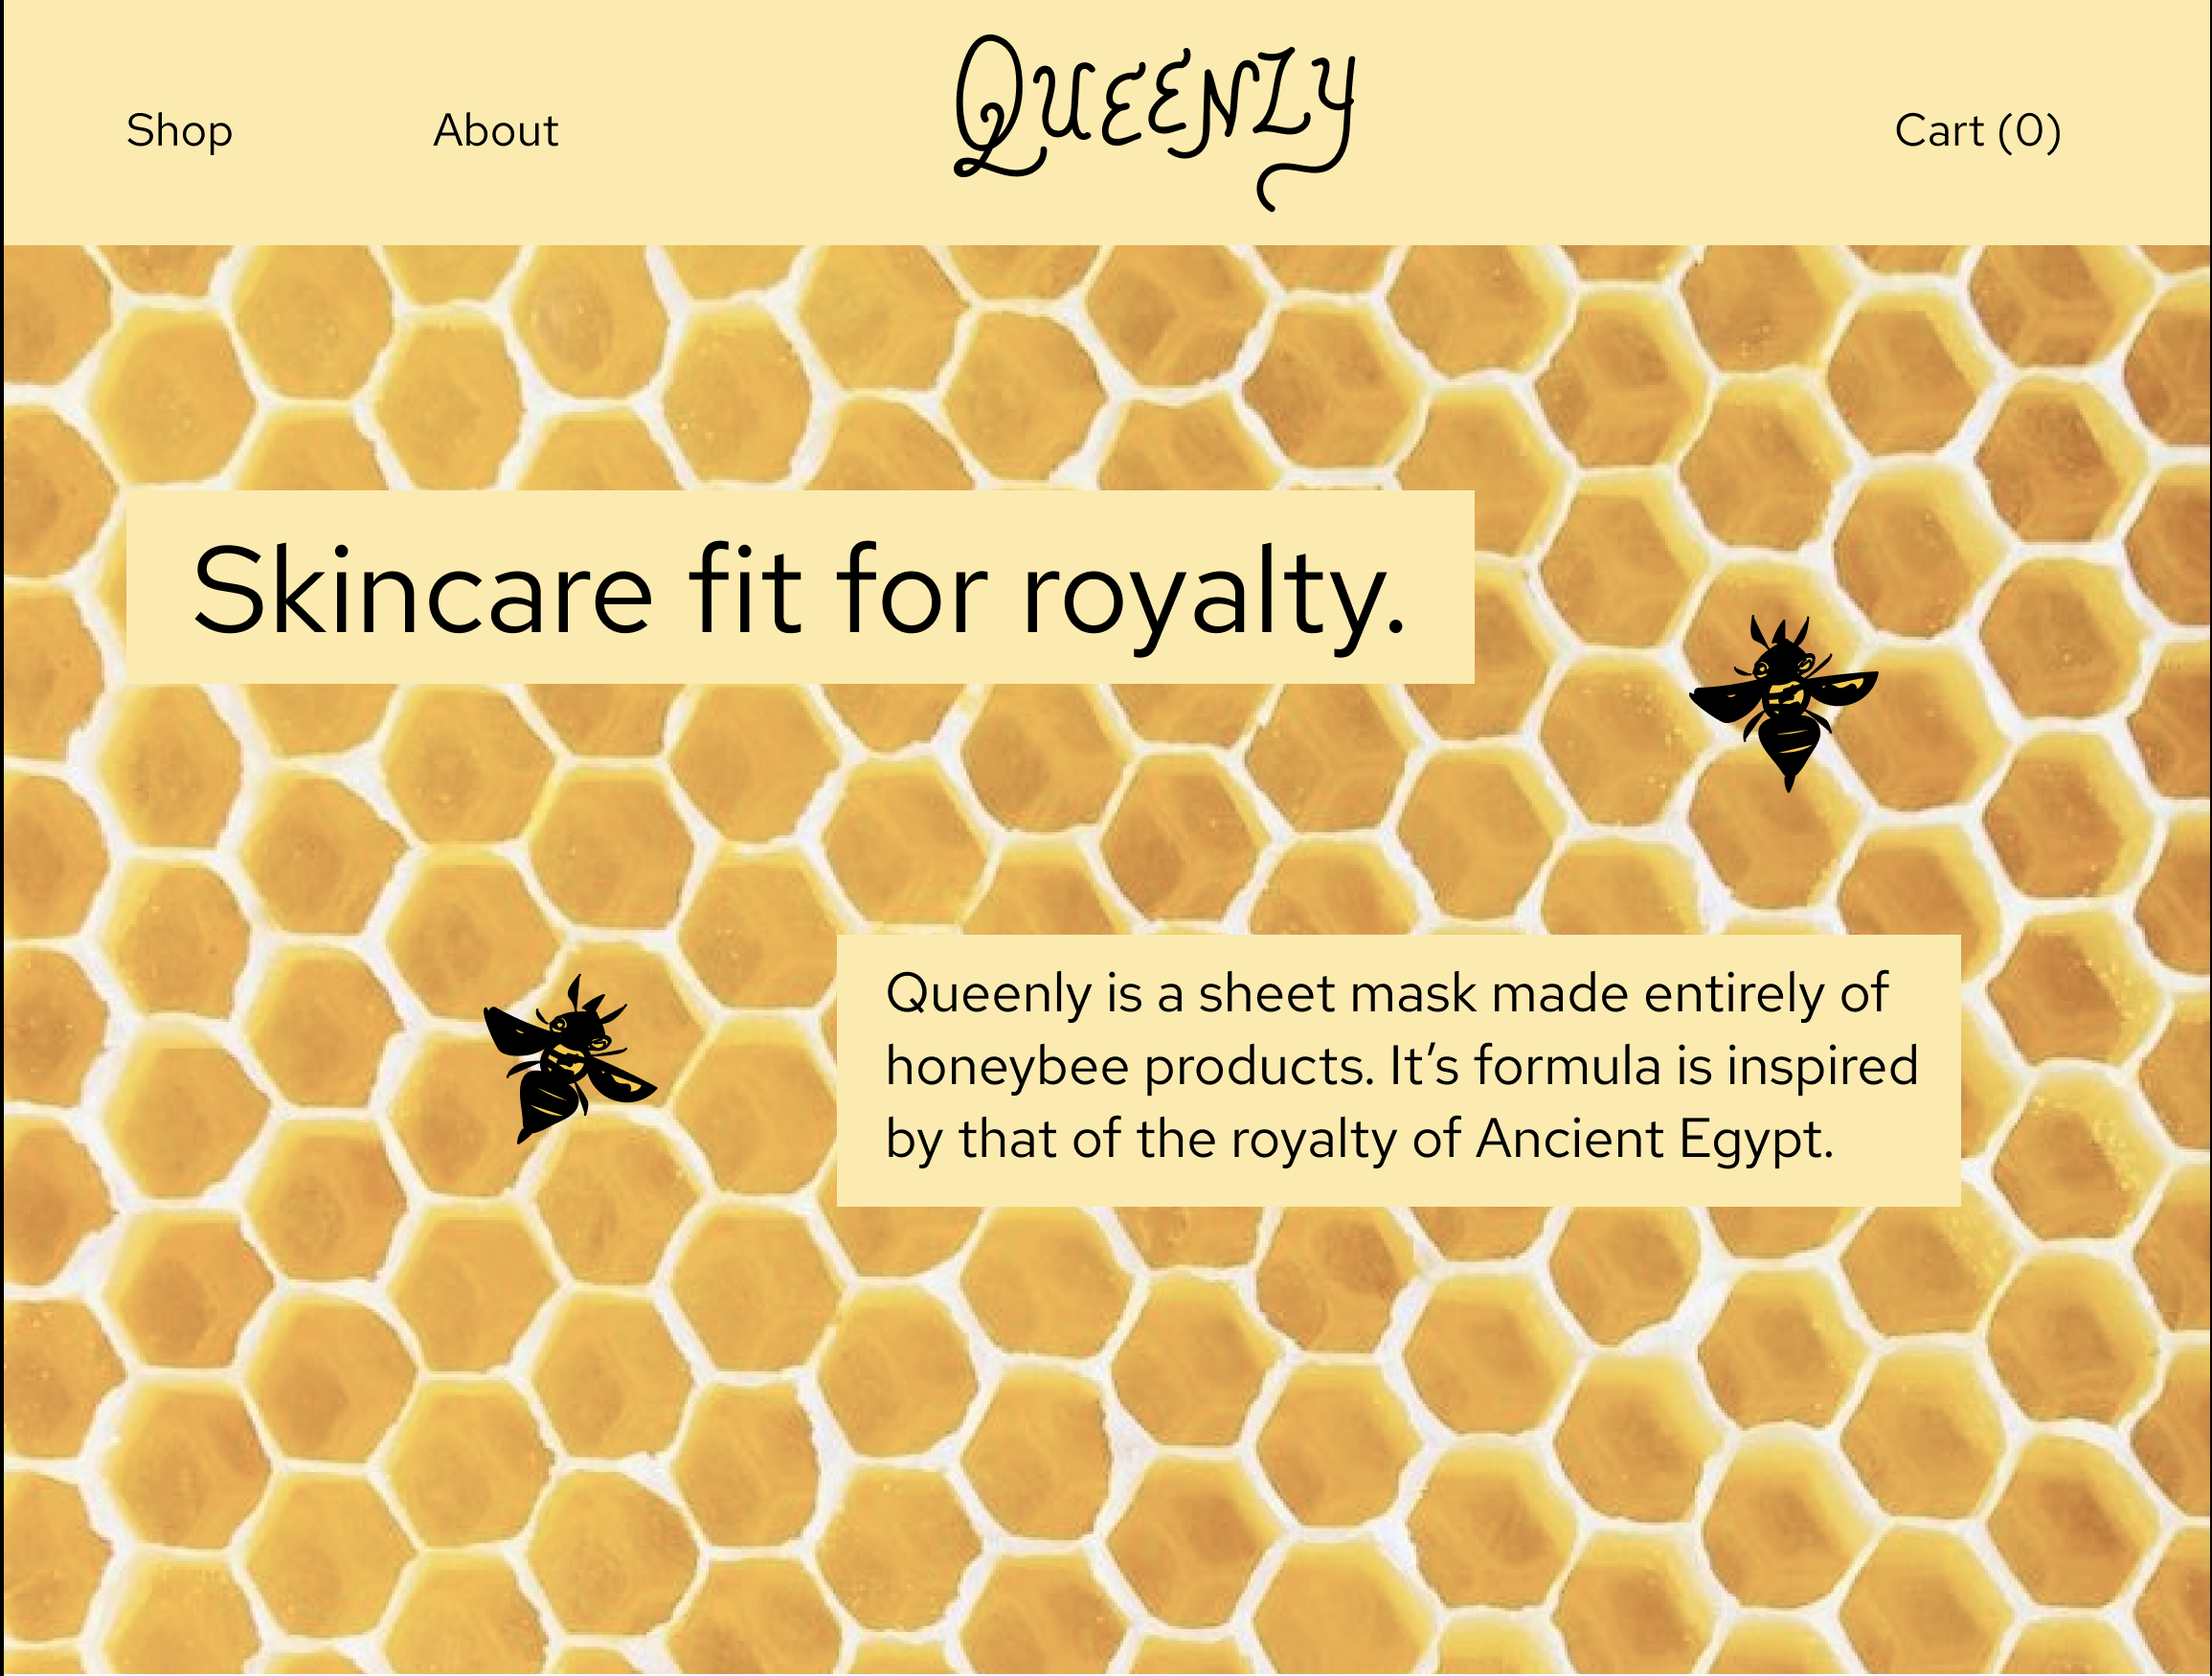 Shop
About
QUEENLY
Cart (0)
Skincare fit for royalty.
Queenly is a sheet mask made entirely of
honeybee products. It’s formula is inspired
by that of the royalty of Ancient Egypt.